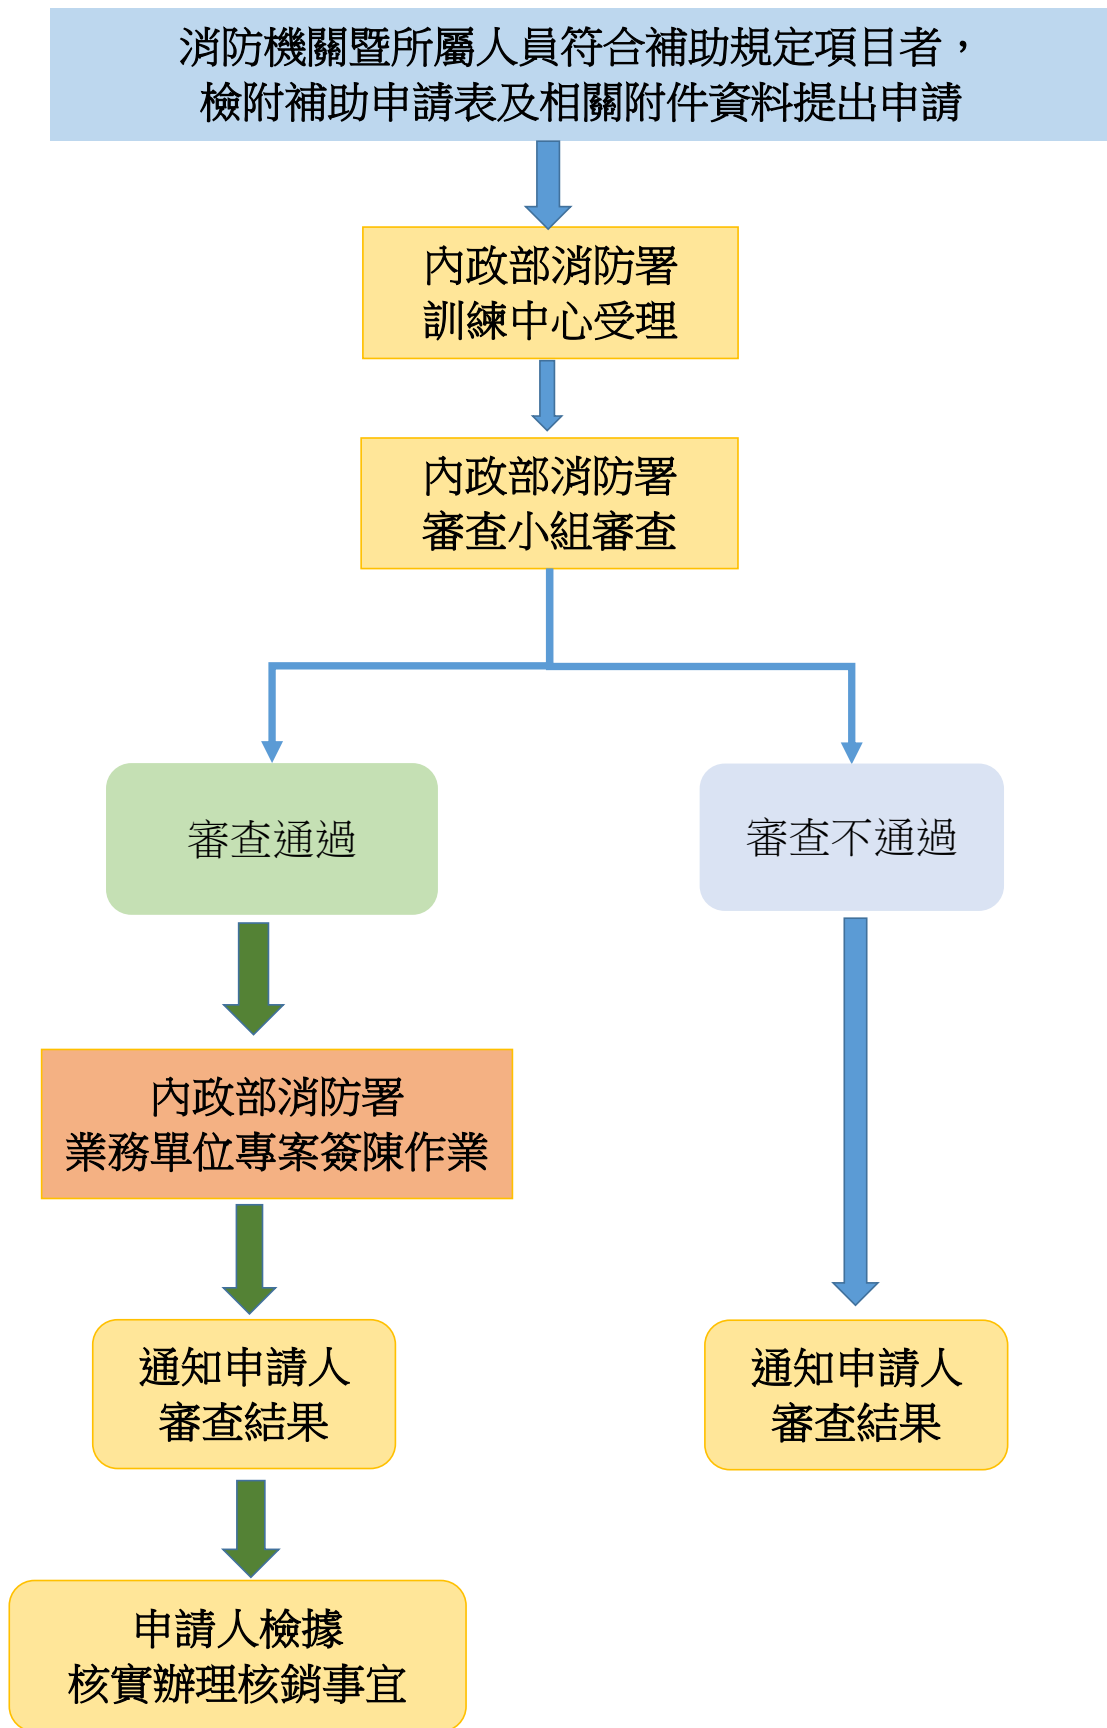 消防機關暨所屬人員符合補助規定項目者，
檢附補助申請表及相關附件資料提出申請
內政部消防署
訓練中心受理
內政部消防署
審查小組審查
審查通過
審查不通過
內政部消防署
業務單位專案簽陳作業
通知申請人
審查結果
通知申請人
審查結果
申請人檢據
核實辦理核銷事宜